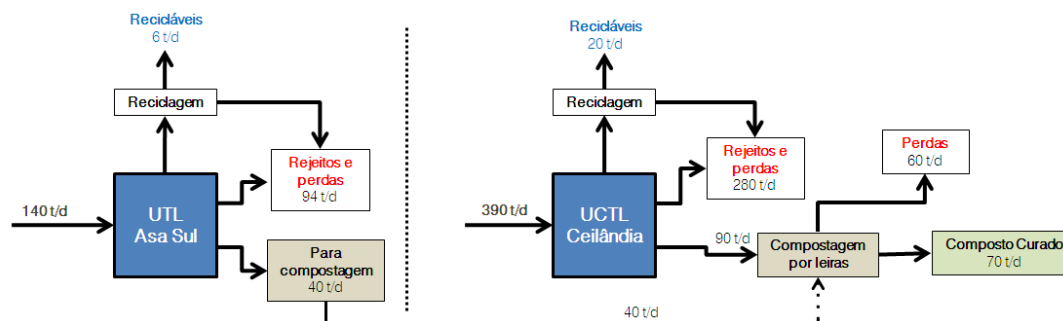 Recicláveis
6 t/d
Reciclagem
Rejeitos e
perdas
94 t/d
140 t/d
UTL
Asa Sul
Para
compostagem
40 t/d
Recicláveis
20 t/d
Reciclagem
Rejeitos e
perdas
280 t/d
Perdas
60 t/d
390 t/d
UCTL
Ceilândia
90 t/d
Compostagem
por leiras
Composto Curado
70 t/d
40 t/d